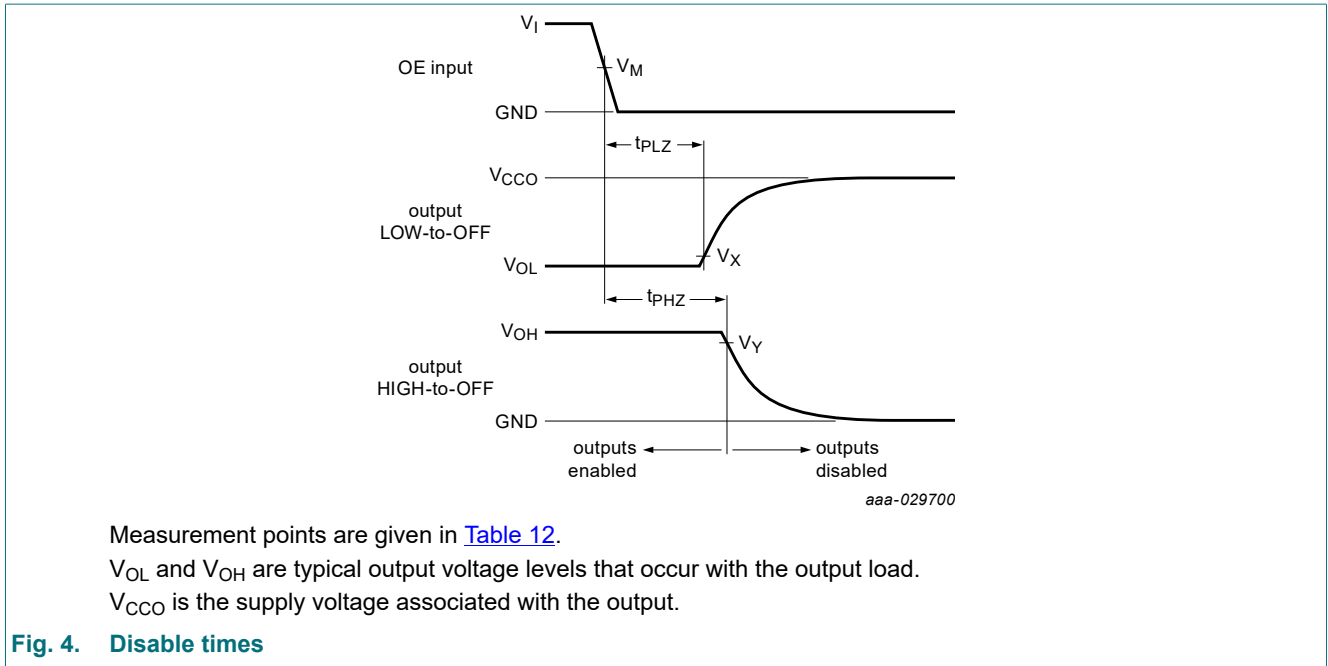 VI
OE input
VM
GND
tPLZ
VCCO
output
LOW-to-OFF
VX
VOL
tPHZ
VOH
VY
output
HIGH-to-OFF
GND
outputs enabled
outputs disabled
aaa-029700
Measurement points are given in Table 12.
VOL and VOH are typical output voltage levels that occur with the output load.
VCCO is the supply voltage associated with the output.
Fig. 4. Disable times